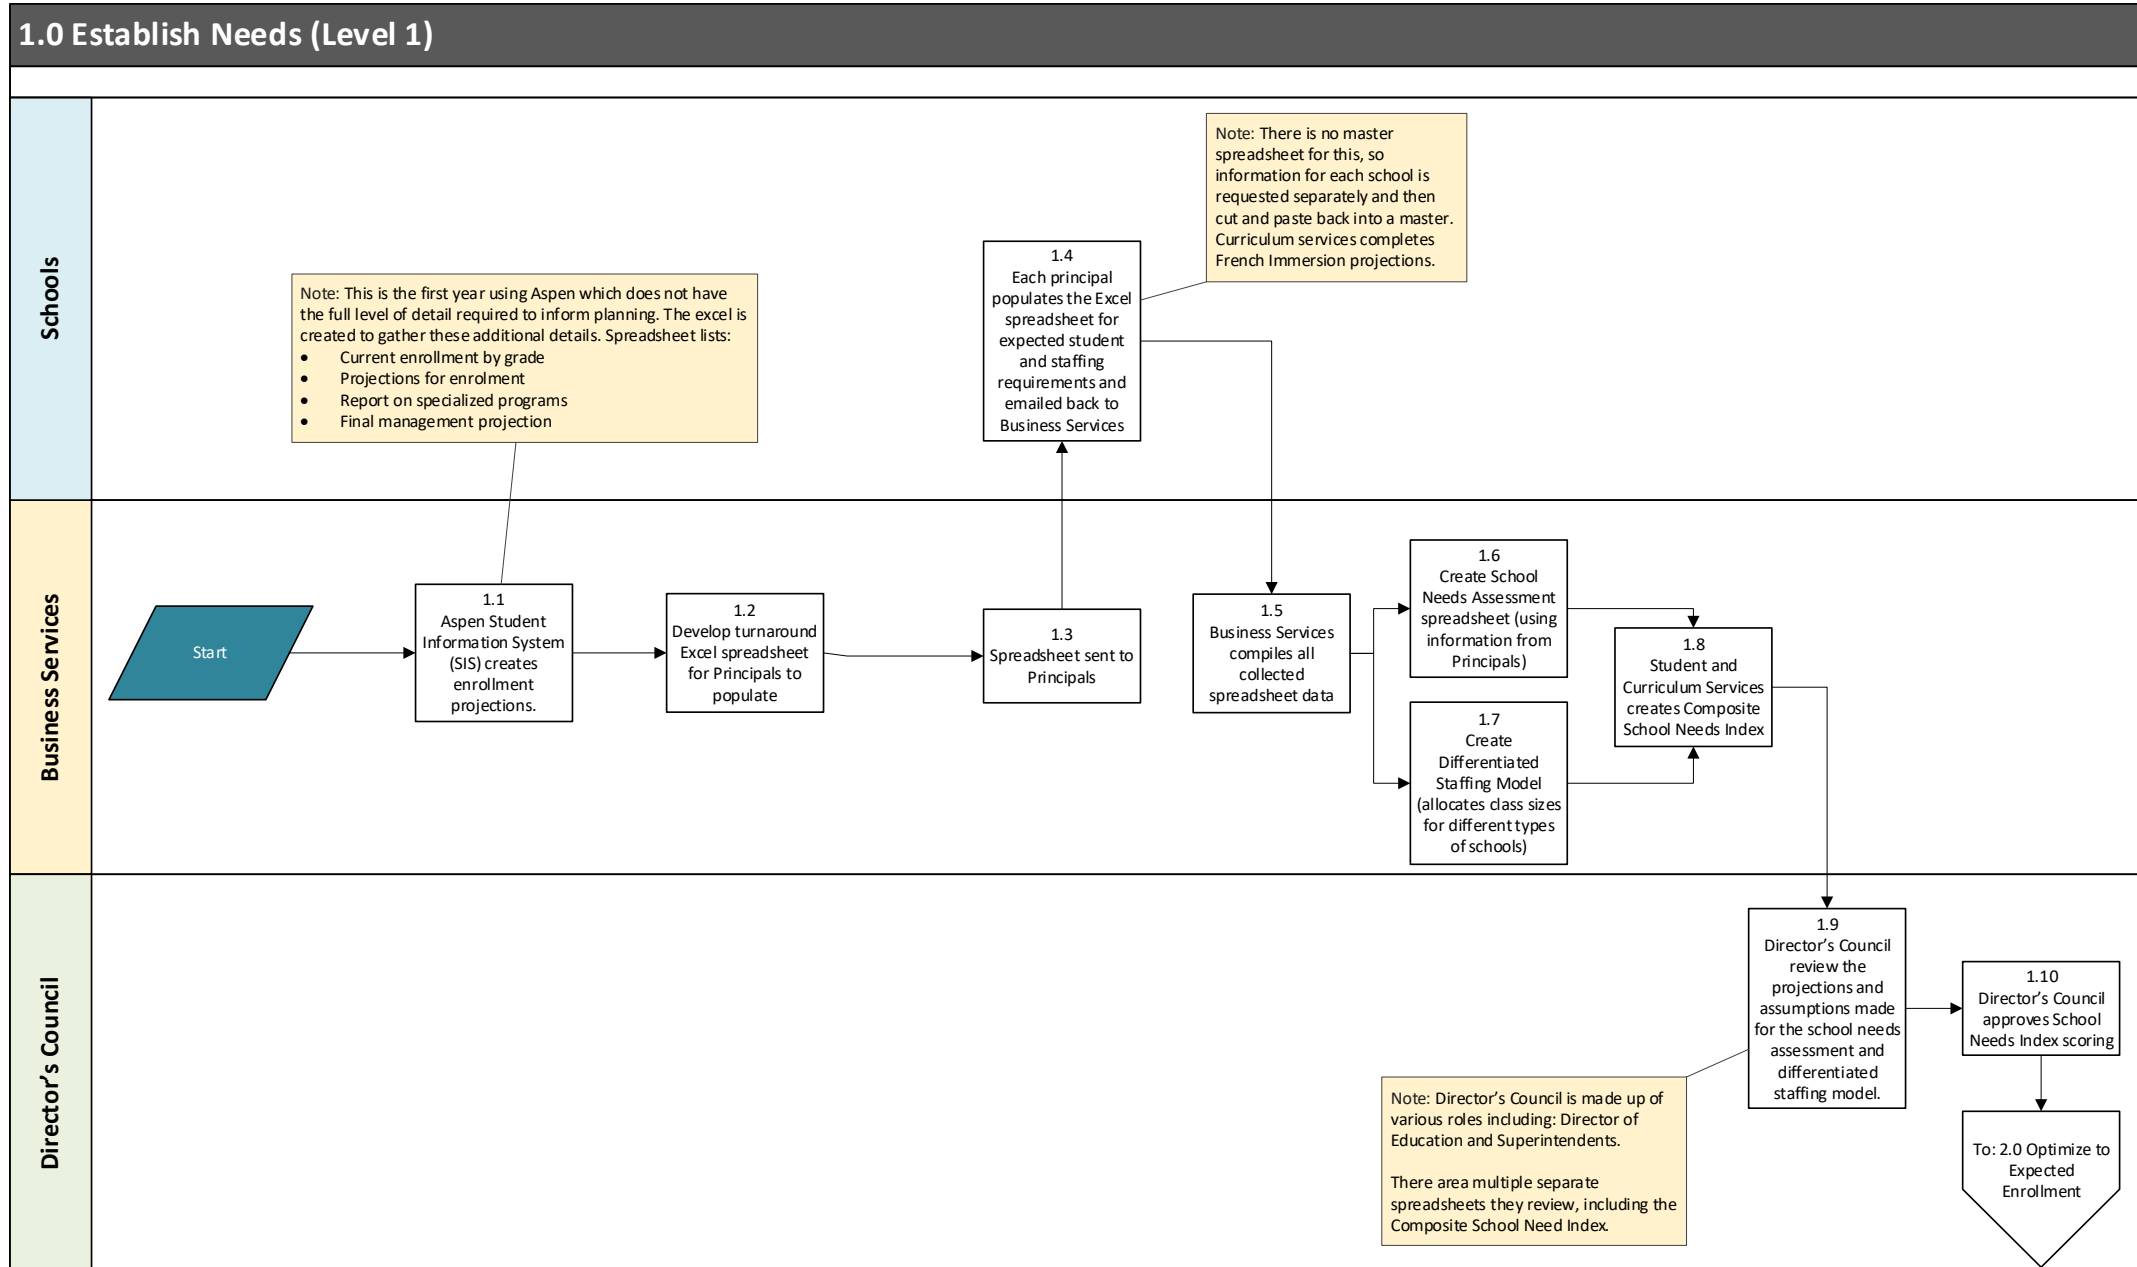 1.0 Establish Needs (Level 1)
Schools
Note: There is no master
spreadsheet for this, so
information for each school is
requested separately and then
cut and paste back into a master.
Curriculum services completes
French Immersion projections.
1.4
Each principal
populates the Excel
spreadsheet for
expected student
and staffing
requirements and
emailed back to
Business Services
Note: This is the first year using Aspen which does not have
the full level of detail required to inform planning. The excel is
created to gather these additional details. Spreadsheet lists:
• Current enrollment by grade
• Projections for enrolment
• Report on specialized programs
• Final management projection
Business Services
Start
1.1
Aspen Student
Information System
(SIS) creates
enrollment
projections.
1.2
Develop turnaround
Excel spreadsheet
for Principals to
populate
1.3
Spreadsheet sent to
Principals
1.5
Business Services
compiles all
collected
spreadsheet data
1.6
Create School
Needs Assessment
spreadsheet (using
information from
Principals)
1.7
Create
Differentiated
Staffing Model
(allocates class sizes
for different types
of schools)
1.8
Student and
Curriculum Services
creates Composite
School Needs Index
Director's Council
1.9
Director's Council
review the
projections and
assumptions made
for the school needs
assessment and
differentiated
staffing model.
1.10
Director's Council
approves School
Needs Index scoring
Note: Director's Council is made up of
various roles including: Director of
Education and Superintendents.
There area multiple separate
spreadsheets they review, including the
Composite School Need Index.
To: 2.0 Optimize to
Expected
Enrollment